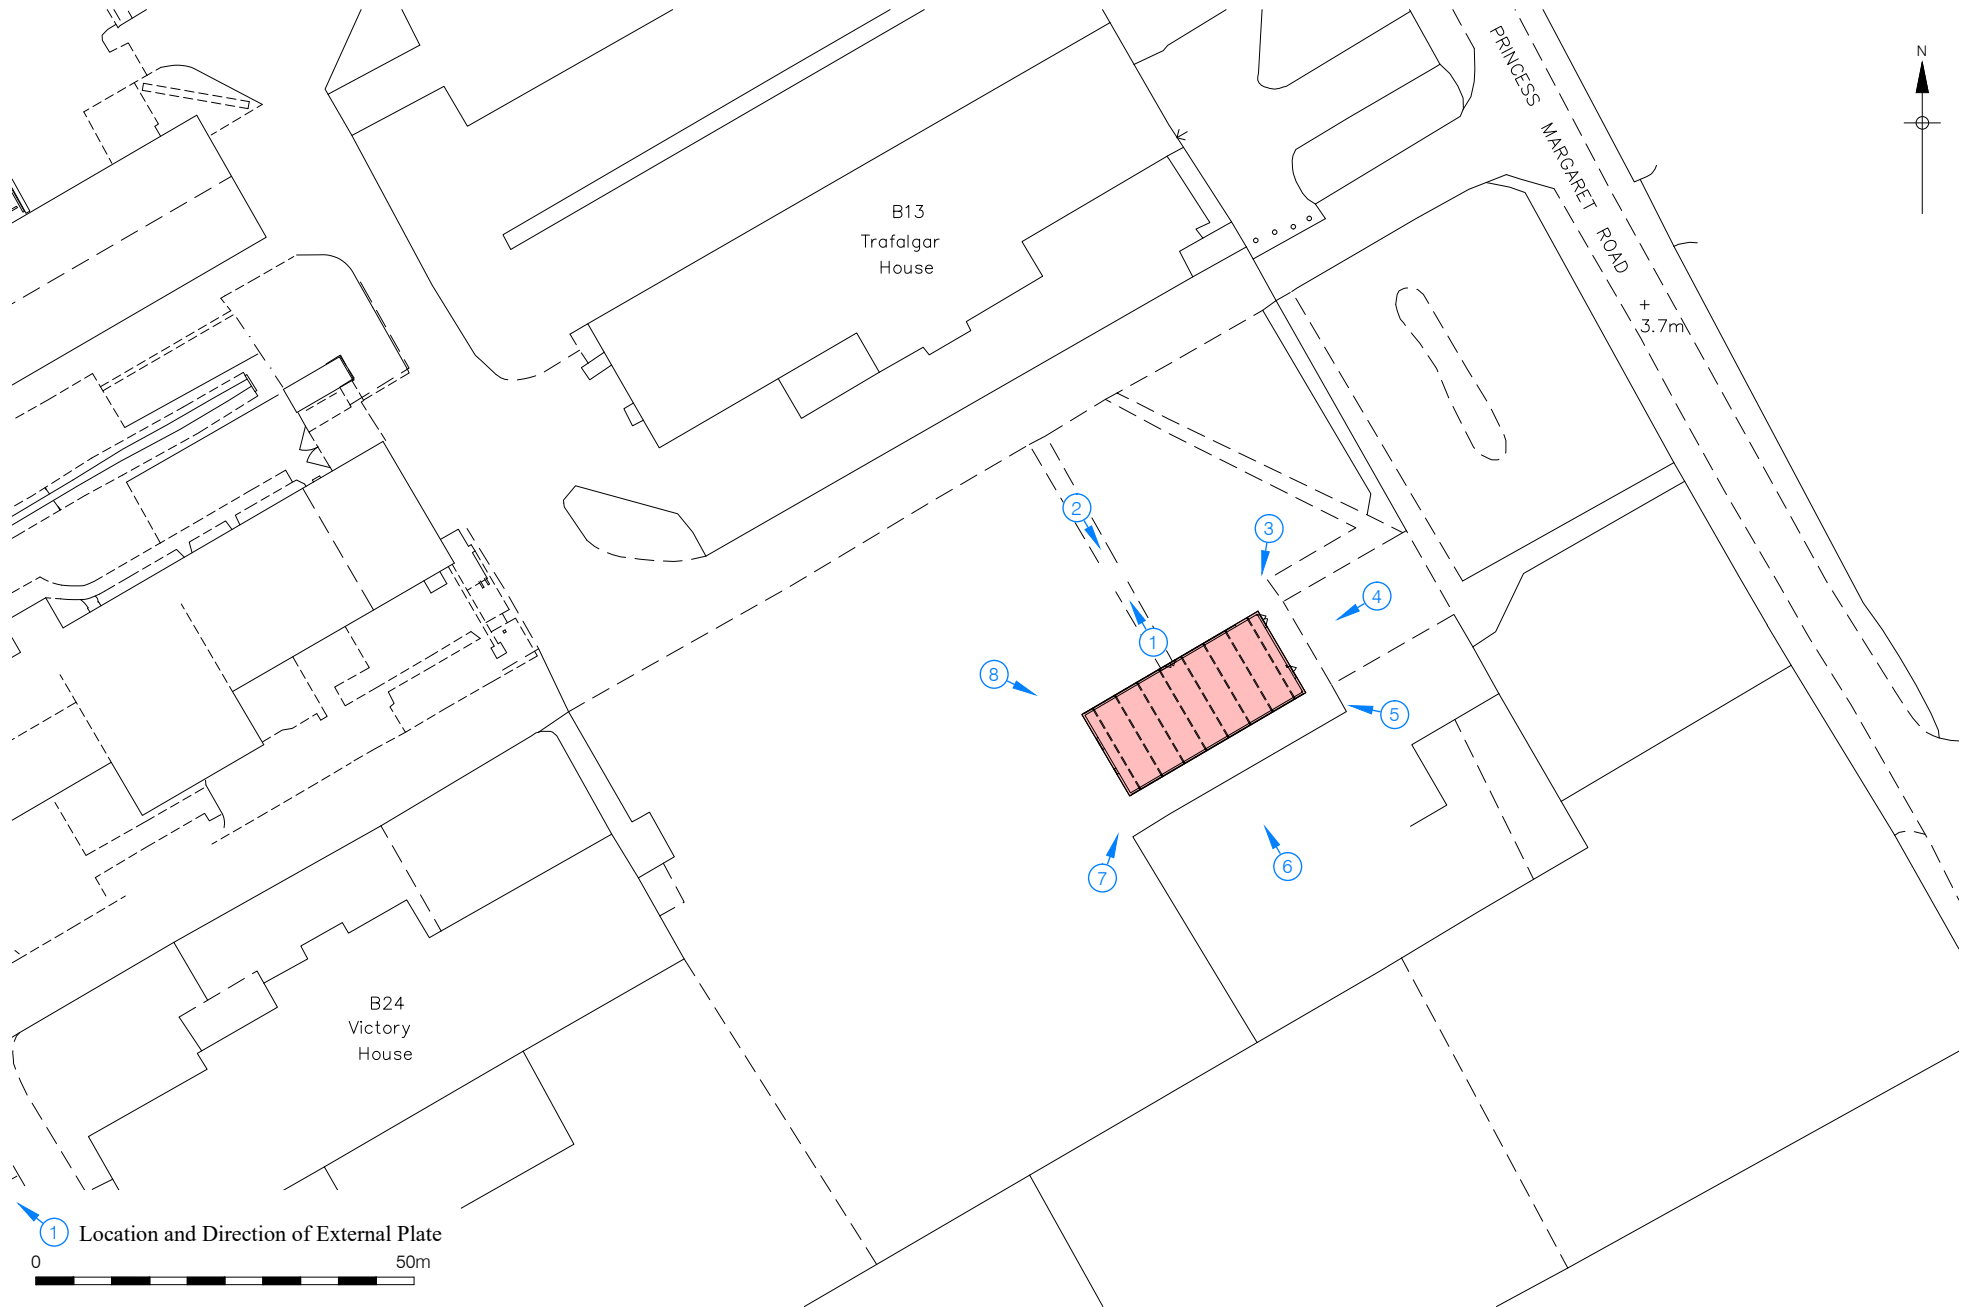 N
PRINCESS MARGARET ROAD
B13
Trafalgar
House
+
3.7m
2
3
4
1
8
5
6
7
B24
Victory
House
1 Location and Direction of External Plate
0 50m